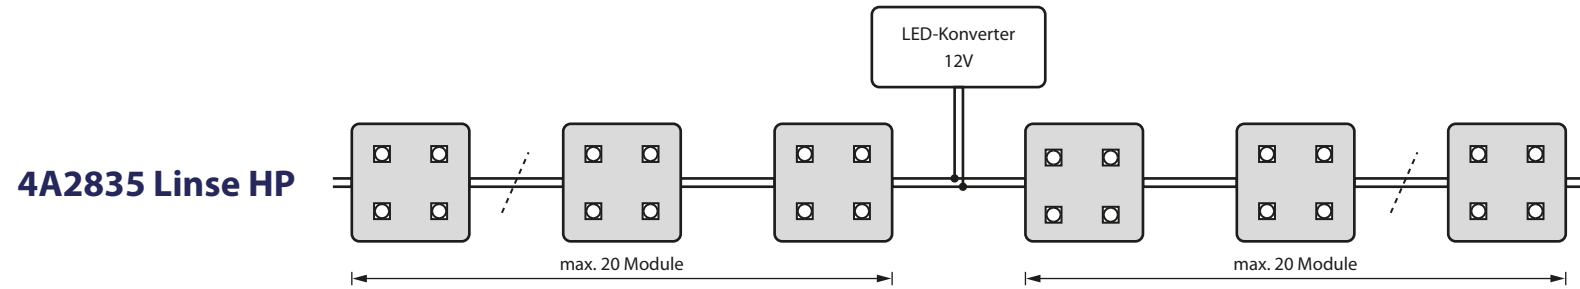 LED-Konverter
12V
4A2835 Linse HP
max. 20 Module
max. 20 Module